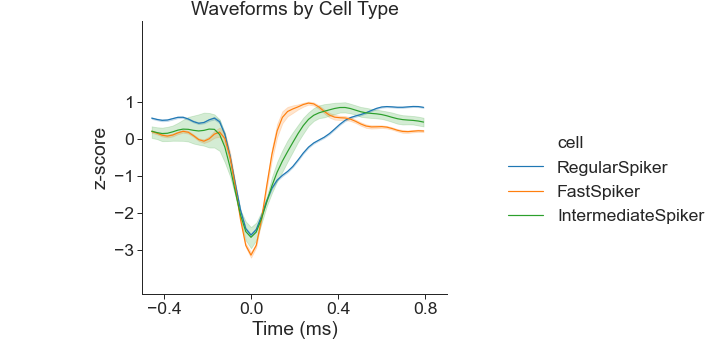 Waveforms by Cell Type
z-score
1
0
−1
−2
−3
−0.4 0.0 0.4 0.8
Time (ms)
cell
RegularSpiker
FastSpiker
IntermediateSpiker